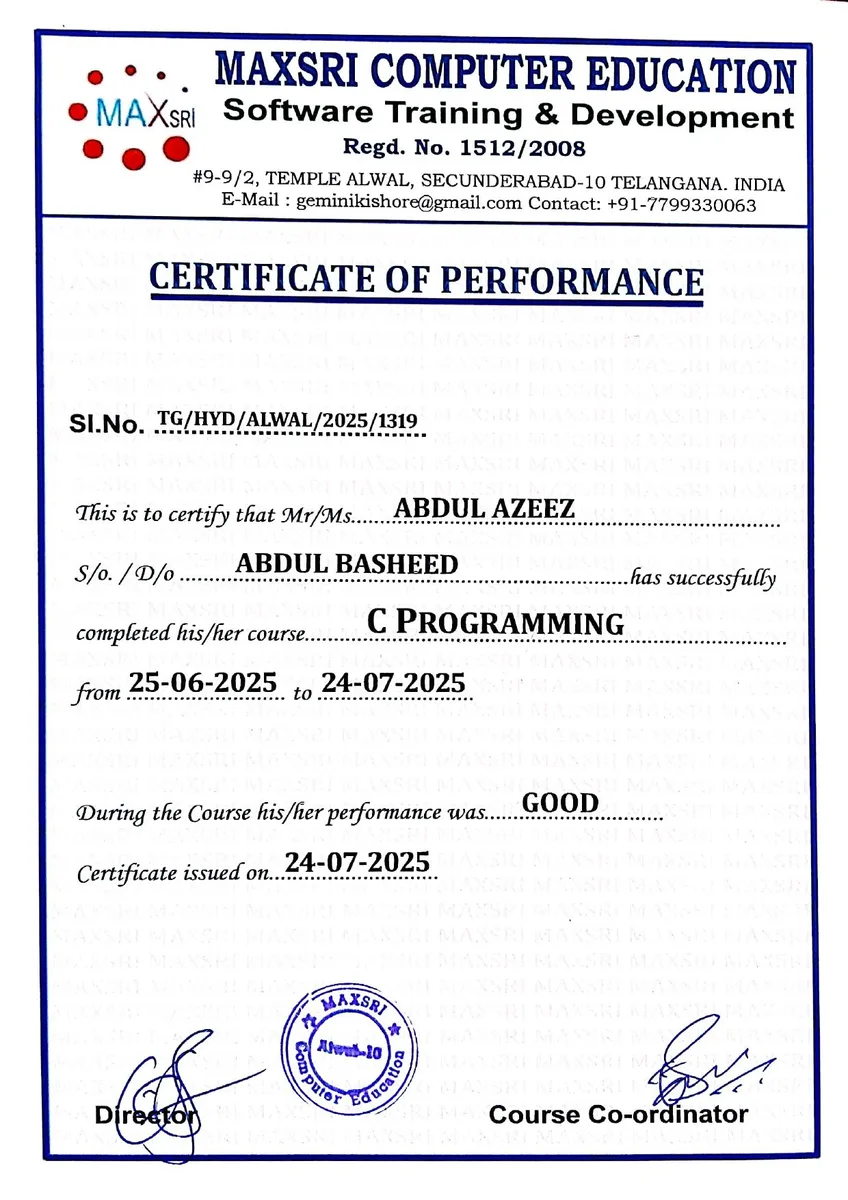 MAXSRI
MAXSRI COMPUTER EDUCATION
Software Training & Development
Regd. No. 1512/2008
#9-9/2, TEMPLE ALWAL, SECUNDERABAD-10 TELANGANA. INDIA
E-Mail : geminikishore@gmail.com Contact: +91-7799330063
CERTIFICATE OF PERFORMANCE
Sl.No. TG/HYD/ALWAL/2025/1319
This is to certify that Mr/Ms...... ABDUL AZEEZ
S/o. / D/o ABDUL BASHEED has successfully
completed his/her course... C PROGRAMMING
from 25-06-2025 to 24-07-2025
During the Course his/her performance was..... GOOD
Certificate issued on... 24-07-2025
MAXSRI
Alwal-10
Computer Education
Director
Course Co-ordinator